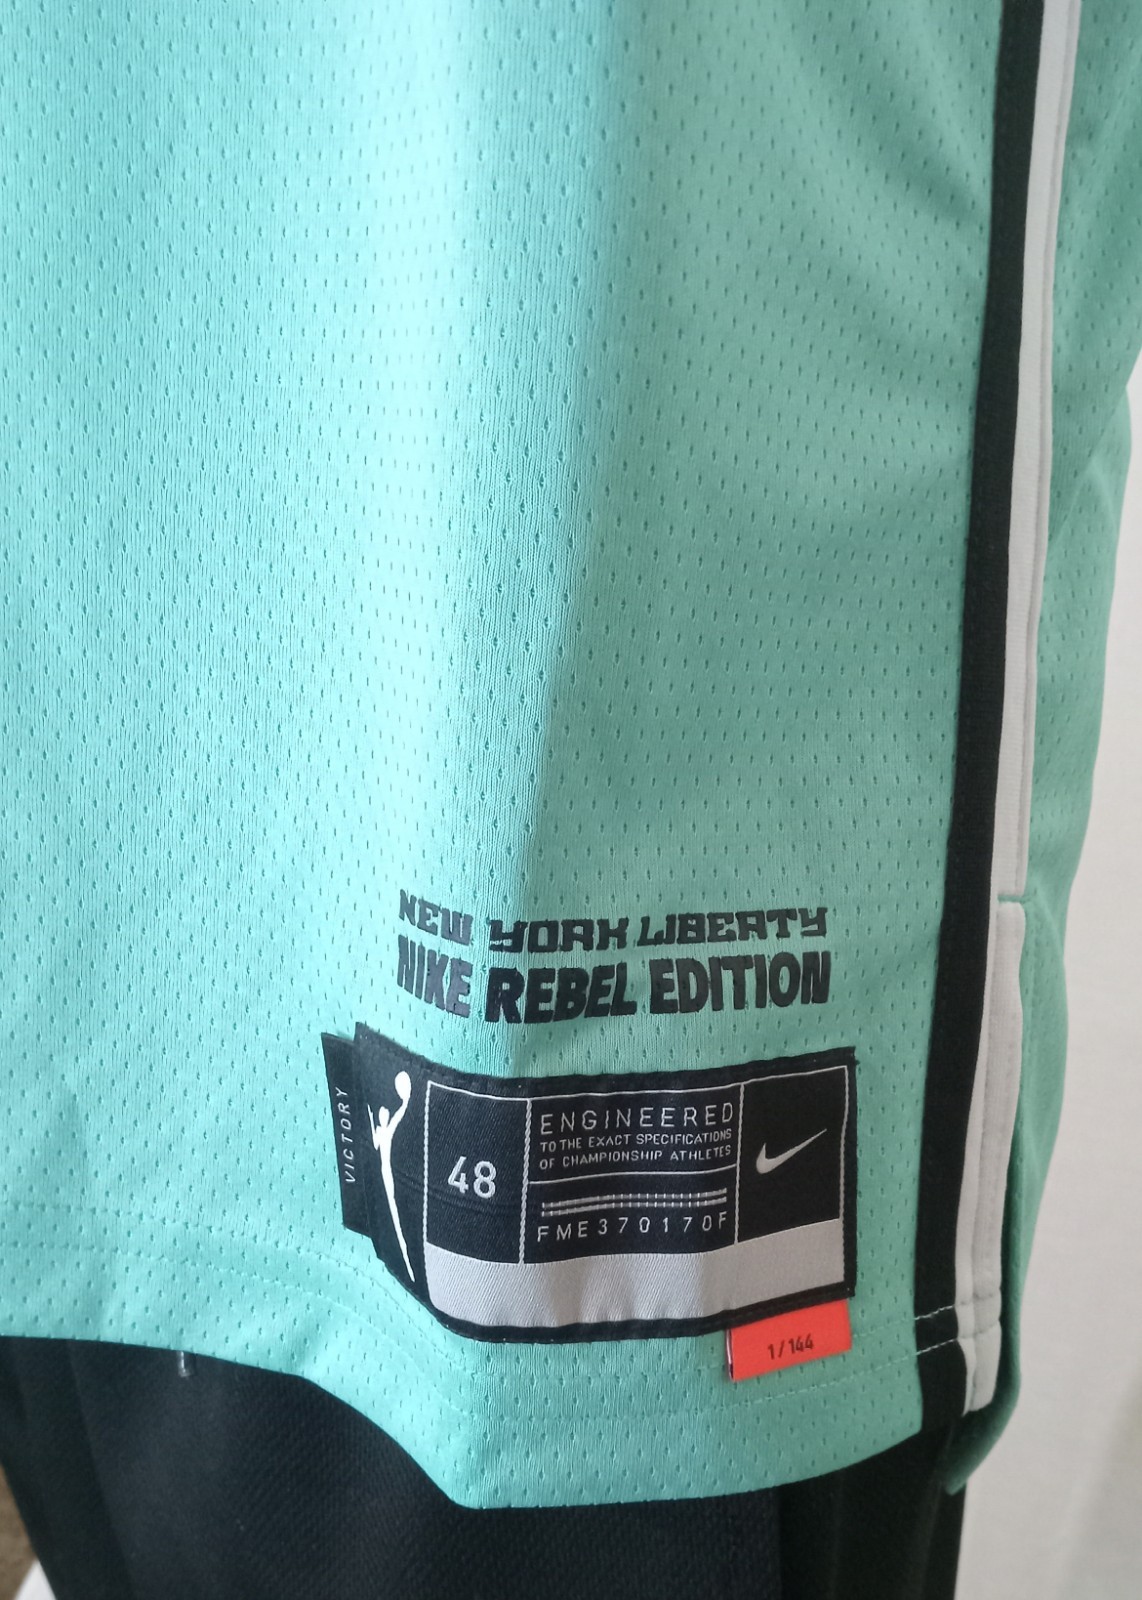 NEW YORK LIBERTY
NIKE REBEL EDITION
VICTORY
48
ENGINEERED
TO THE EXACT SPECIFICATIONS
OF CHAMPIONSHIP ATHLETES
FME370170F
1/144